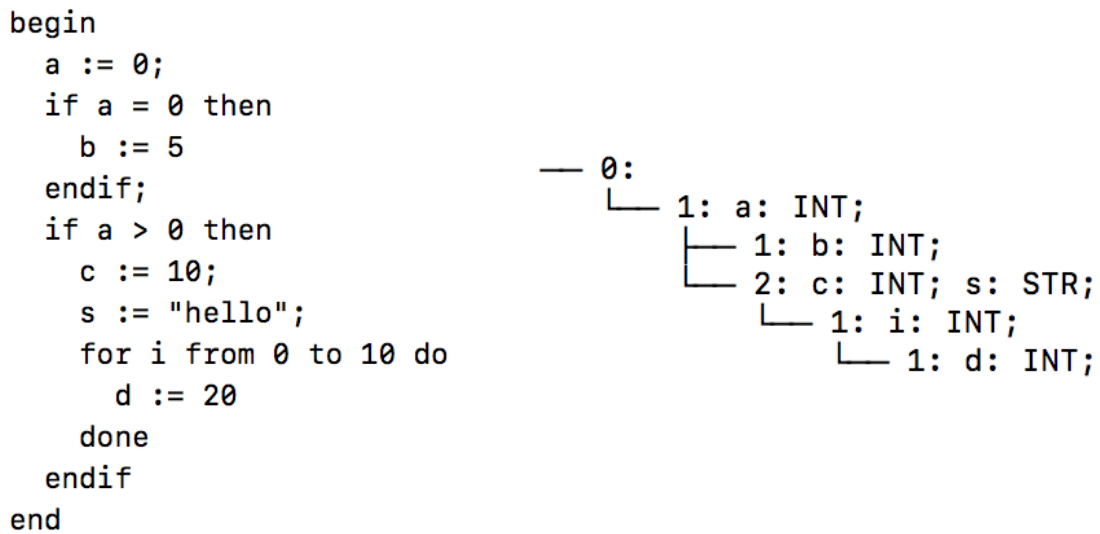 begin
  a := 0;
  if a = 0 then
    b := 5
  endif;
  if a > 0 then
    c := 10;
    s := "hello";
    for i from 0 to 10 do
      d := 20
    done
  endif
end
── 0:
   └── 1: a: INT;
       ├── 1: b: INT;
       └── 2: c: INT; s: STR;
           └── 1: i: INT;
               └── 1: d: INT;